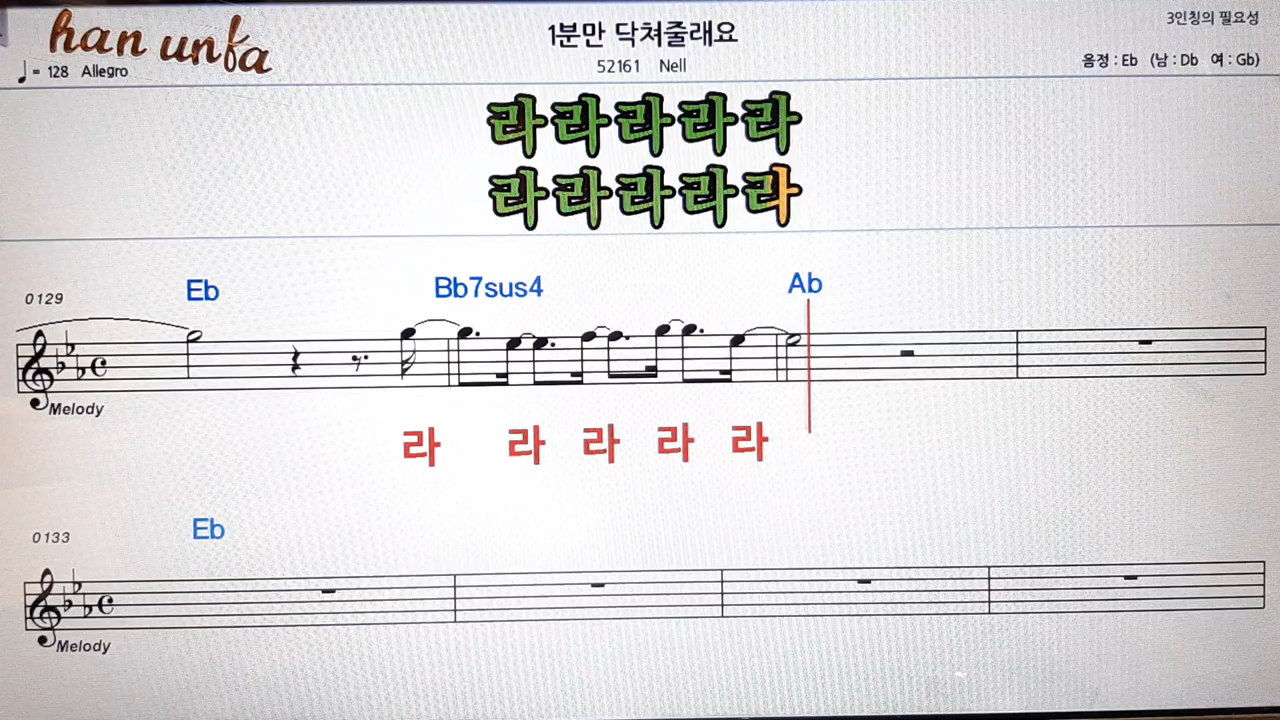 han unfa
1분만 닥쳐줄래요
3인칭의 필요성
♩= 128 Allegro
52161 Nell
음정 : Eb (남 : Db 여 : Gb)
라라라라라
라라라라라
0129
Eb Bb7sus4 Ab
Melody
라 라 라 라 라
0133
Eb
Melody